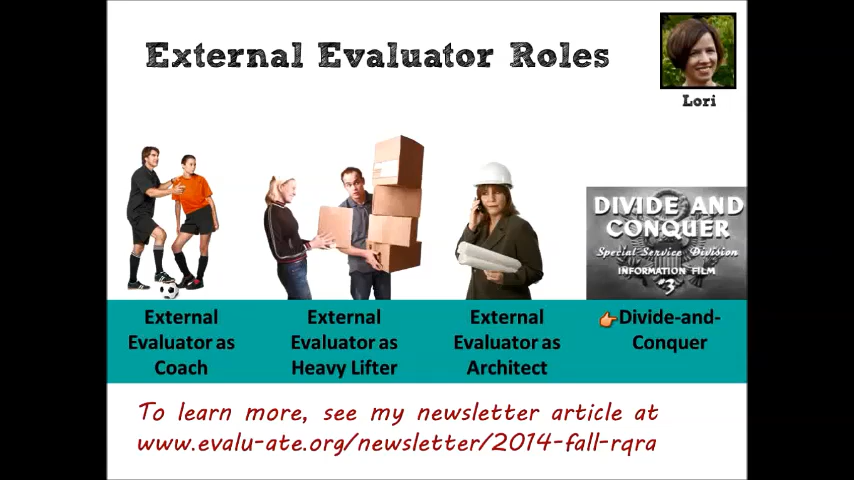 External Evaluator Roles
Lori
DIVIDE AND
CONQUER
Special Service Division
INFORMATION FILM
#3
External
Evaluator as
Coach
External
Evaluator as
Heavy Lifter
External
Evaluator as
Architect
Divide-and-
Conquer
To learn more, see my newsletter article at
www.evalu-ate.org/newsletter/2014-fall-rqra